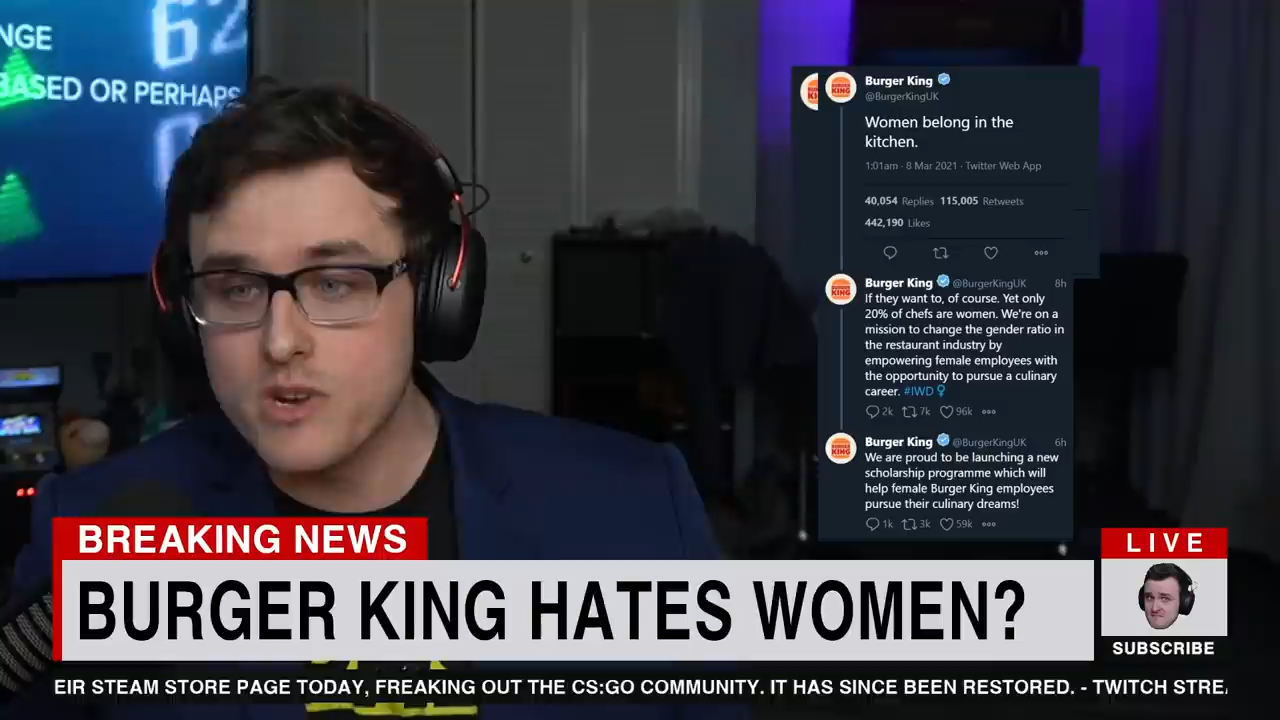 NGE
62
BASED OR PERHAPS
Burger King
@BurgerKingUK
Women belong in the
kitchen.
1:01am · 8 Mar 2021 · Twitter Web App
40,054 Replies 115,005 Retweets
442,190 Likes
Burger King @BurgerKingUK 8h
If they want to, of course. Yet only
20% of chefs are women. We're on a
mission to change the gender ratio in
the restaurant industry by
empowering female employees with
the opportunity to pursue a culinary
career. #IWD
2k 7k 96k
Burger King @BurgerKingUK 6h
We are proud to be launching a new
scholarship programme which will
help female Burger King employees
pursue their culinary dreams!
1k 3k 59k
BREAKING NEWS
BURGER KING HATES WOMEN?
LIVE
SUBSCRIBE
EIR STEAM STORE PAGE TODAY, FREAKING OUT THE CS:GO COMMUNITY. IT HAS SINCE BEEN RESTORED. - TWITCH STRE